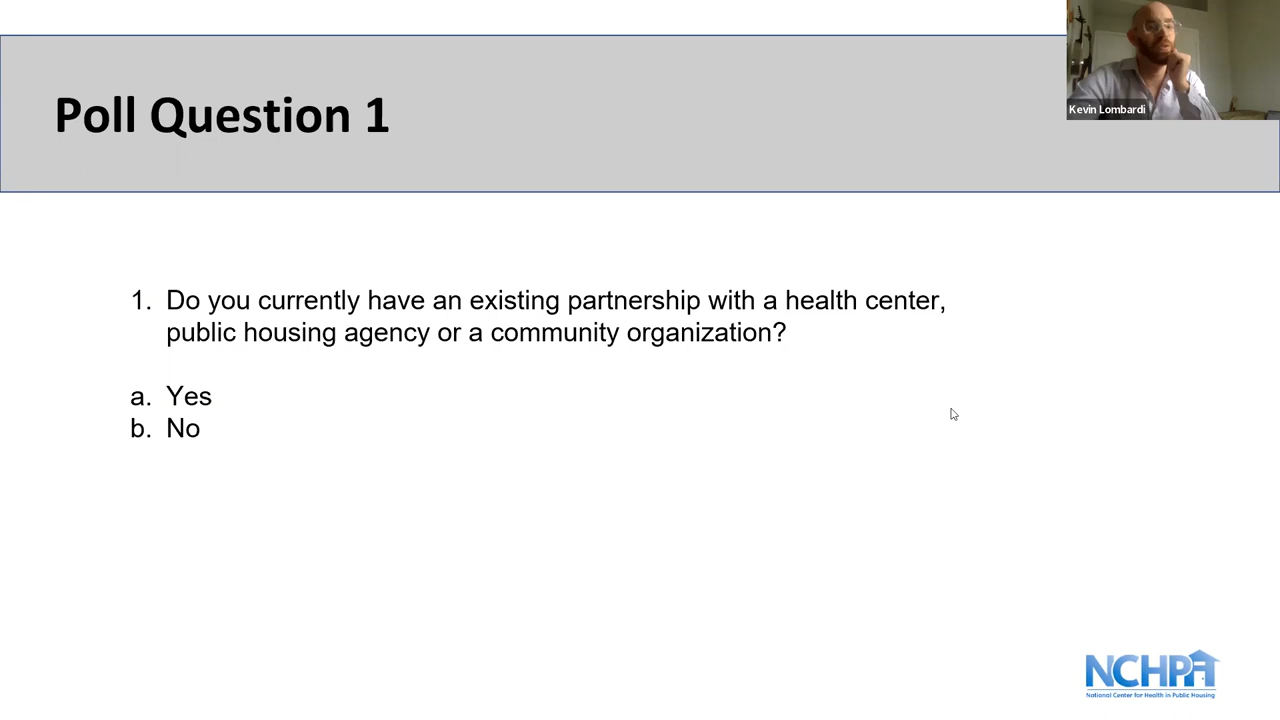 Poll Question 1
Kevin Lombardi
1. Do you currently have an existing partnership with a health center,
public housing agency or a community organization?
a. Yes
b. No
NCHPH
National Center for Health in Public Housing